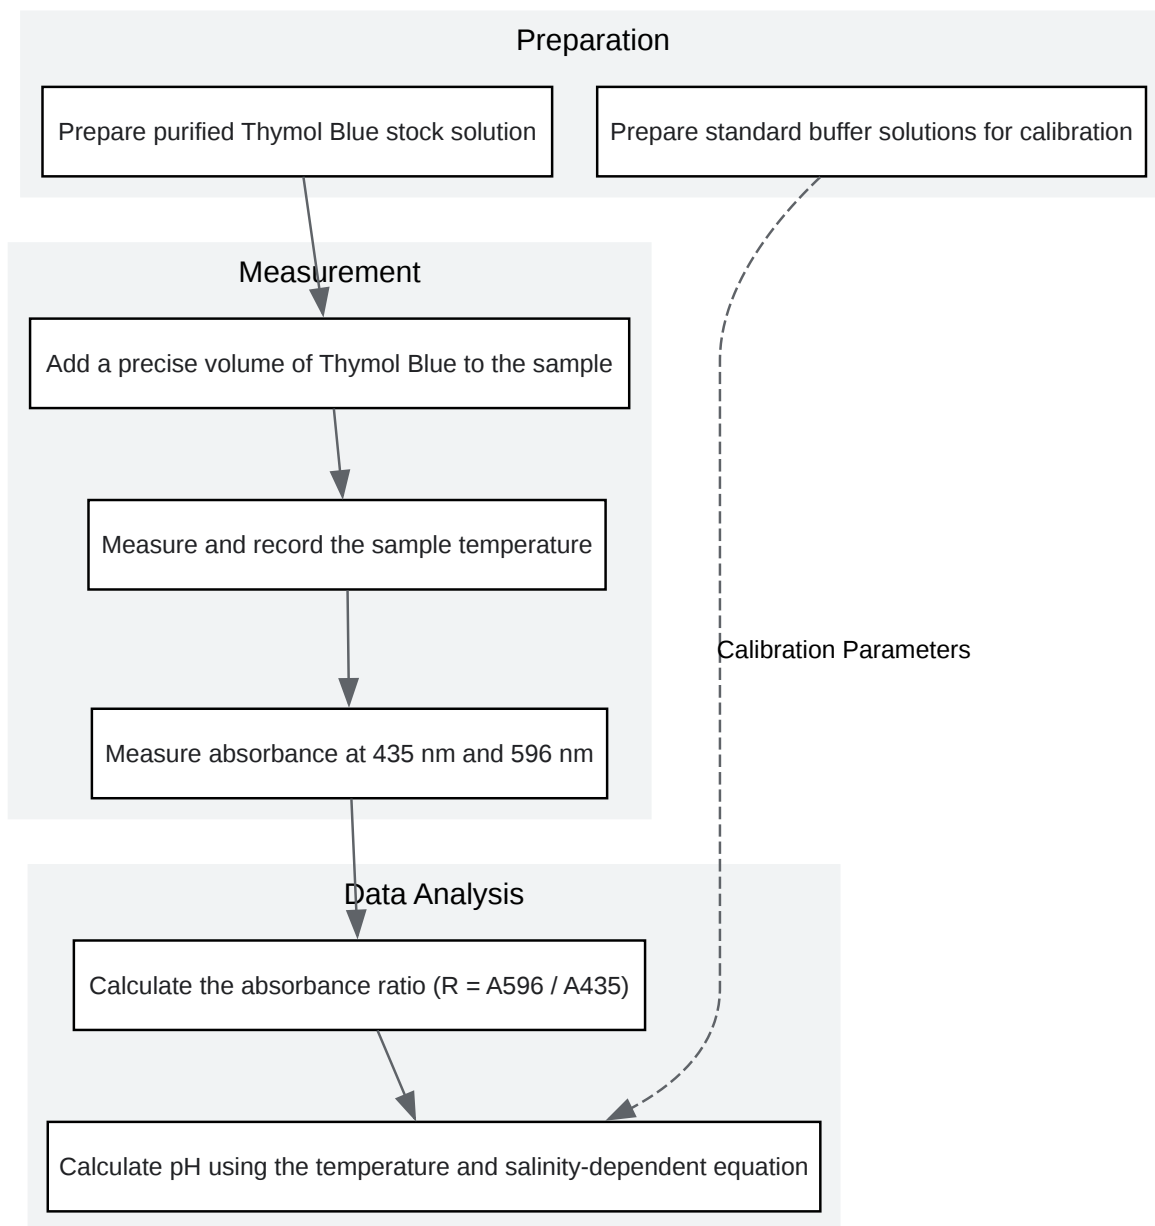 Preparation
Prepare purified Thymol Blue stock solution
Prepare standard buffer solutions for calibration
Measurement
Add a precise volume of Thymol Blue to the sample
Measure and record the sample temperature
Calibration Parameters
Measure absorbance at 435 nm and 596 nm
Data Analysis
Calculate the absorbance ratio (R = A596 / A435)
Calculate pH using the temperature and salinity-dependent equation